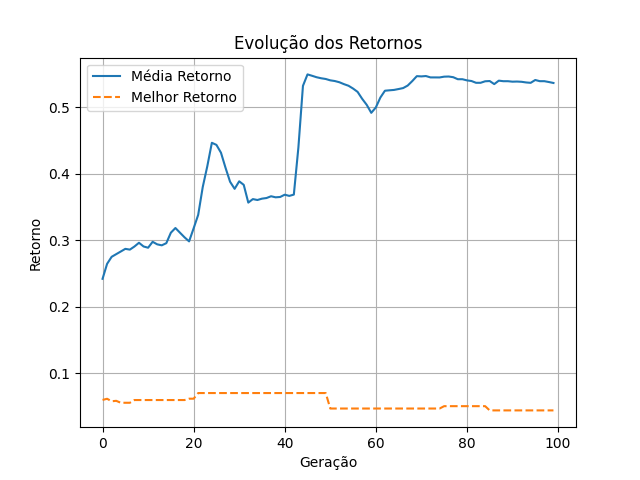 Evolução dos Retornos
Média Retorno
Melhor Retorno
Retorno
0.5
0.4
0.3
0.2
0.1
0 20 40 60 80 100
Geração